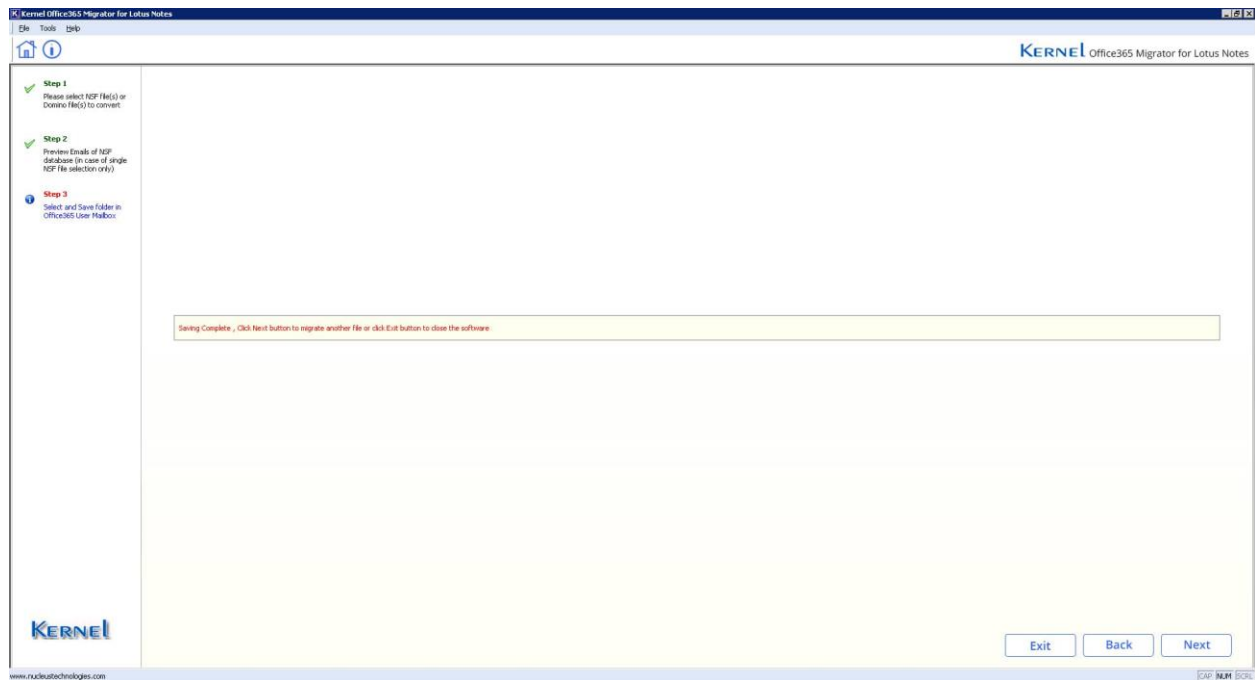 Kernel Office365 Migrator for Lotus Notes
File Tools Help
KERNEL Office365 Migrator for Lotus Notes
Step 1
Please select NSF file(s) or
Domino file(s) to convert
Step 2
Preview Emails of NSF
database (in case of single
NSF file selection only)
Step 3
Select and Save folder in
Office365 User Mailbox
Saving Complete , Click Next button to migrate another file or click Exit button to close the software
KERNEL
Exit Back Next
www.nucleustechnologies.com
CAP NUM SCRL